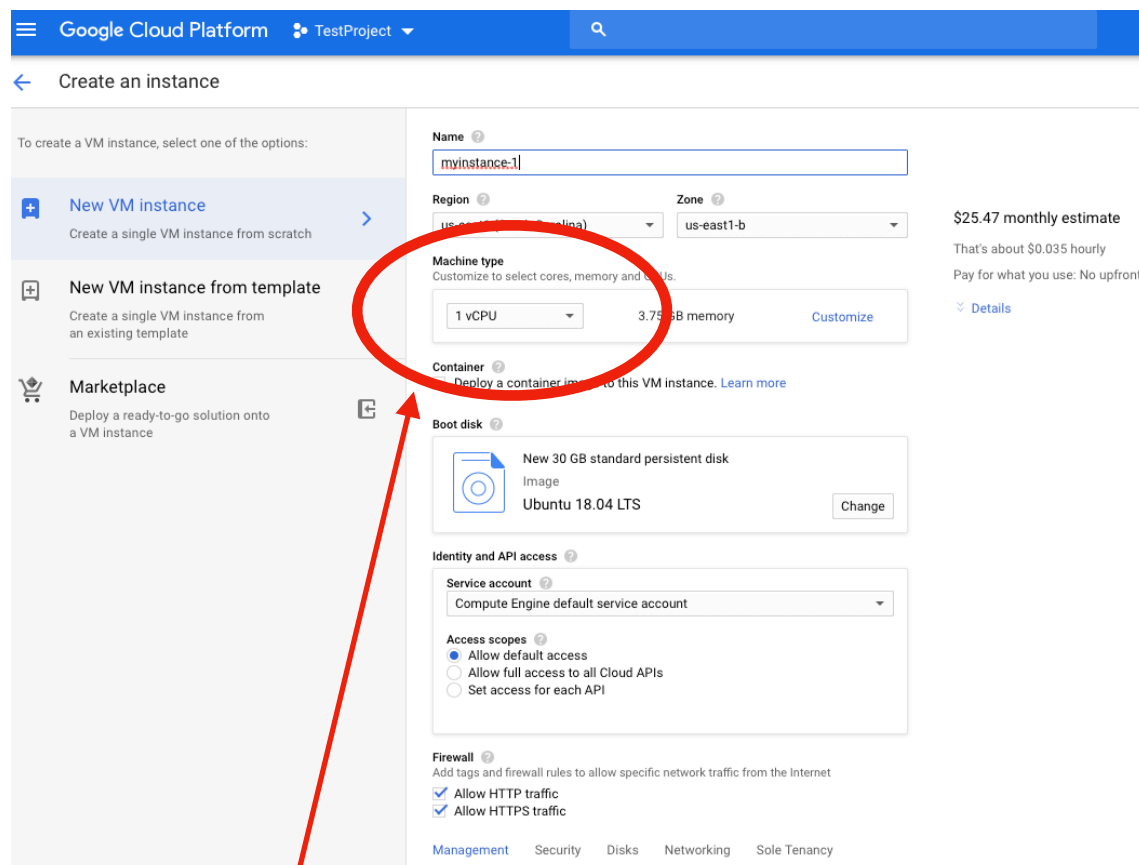 Google Cloud Platform TestProject
Create an instance
To create a VM instance, select one of the options:
New VM instance
Create a single VM instance from scratch
New VM instance from template
Create a single VM instance from
an existing template
Marketplace
Deploy a ready-to-go solution onto
a VM instance
Name
myinstance-1
Region Zone
us-east1-b
Machine type
Customize to select cores, memory and GPUs.
1 vCPU 3.75 GB memory Customize
Container
Deploy a container image to this VM instance. Learn more
Boot disk
New 30 GB standard persistent disk
Image
Ubuntu 18.04 LTS
Change
Identity and API access
Service account
Compute Engine default service account
Access scopes
Allow default access
Allow full access to all Cloud APIs
Set access for each API
Firewall
Add tags and firewall rules to allow specific network traffic from the Internet
Allow HTTP traffic
Allow HTTPS traffic
Management Security Disks Networking Sole Tenancy
$25.47 monthly estimate
That's about $0.035 hourly
Pay for what you use: No upfront
Details